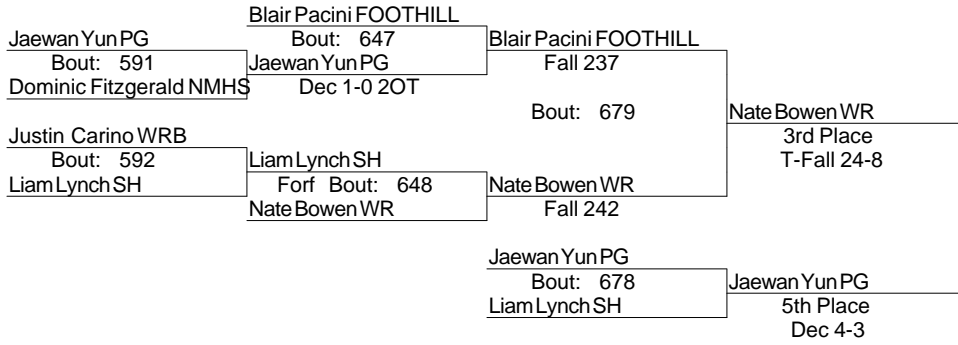 Blair Pacini FOOTHILL
Jaewan Yun PG
Bout: 647
Blair Pacini FOOTHILL
Bout: 591
Jaewan Yun PG
Fall 237
Dominic Fitzgerald NMHS
Dec 1-0 2OT
Bout: 679
Nate Bowen WR
Justin Carino WRB
3rd Place
Bout: 592
Liam Lynch SH
T-Fall 24-8
Liam Lynch SH
Forf Bout: 648
Nate Bowen WR
Nate Bowen WR
Fall 242
Jaewan Yun PG
Bout: 678
Jaewan Yun PG
Liam Lynch SH
5th Place
Dec 4-3